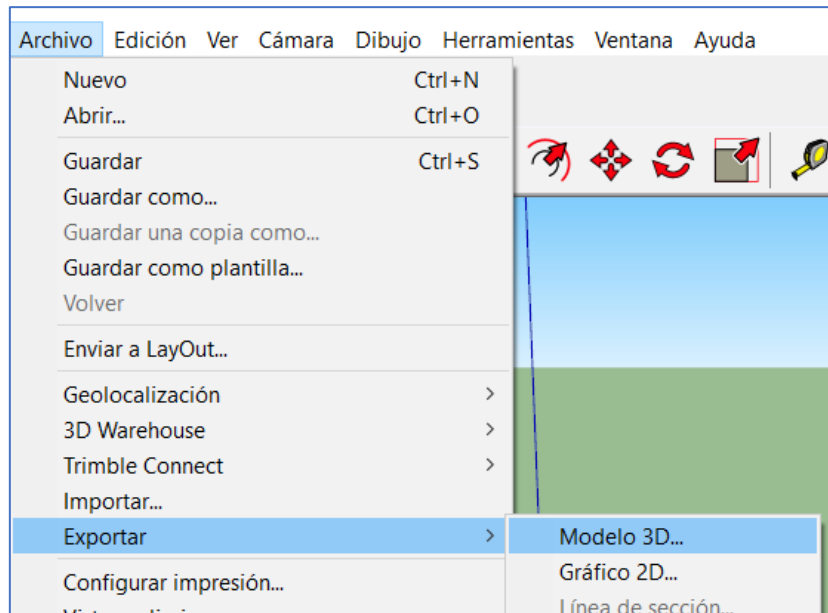 Archivo Edición Ver Cámara Dibujo Herramientas Ventana Ayuda
Nuevo Ctrl+N
Abrir... Ctrl+O
Guardar Ctrl+S
Guardar como...
Guardar una copia como...
Guardar como plantilla...
Volver
Enviar a LayOut...
Geolocalización
3D Warehouse
Trimble Connect
Importar...
Exportar
Modelo 3D...
Gráfico 2D...
Línea de sección...
Configurar impresión...